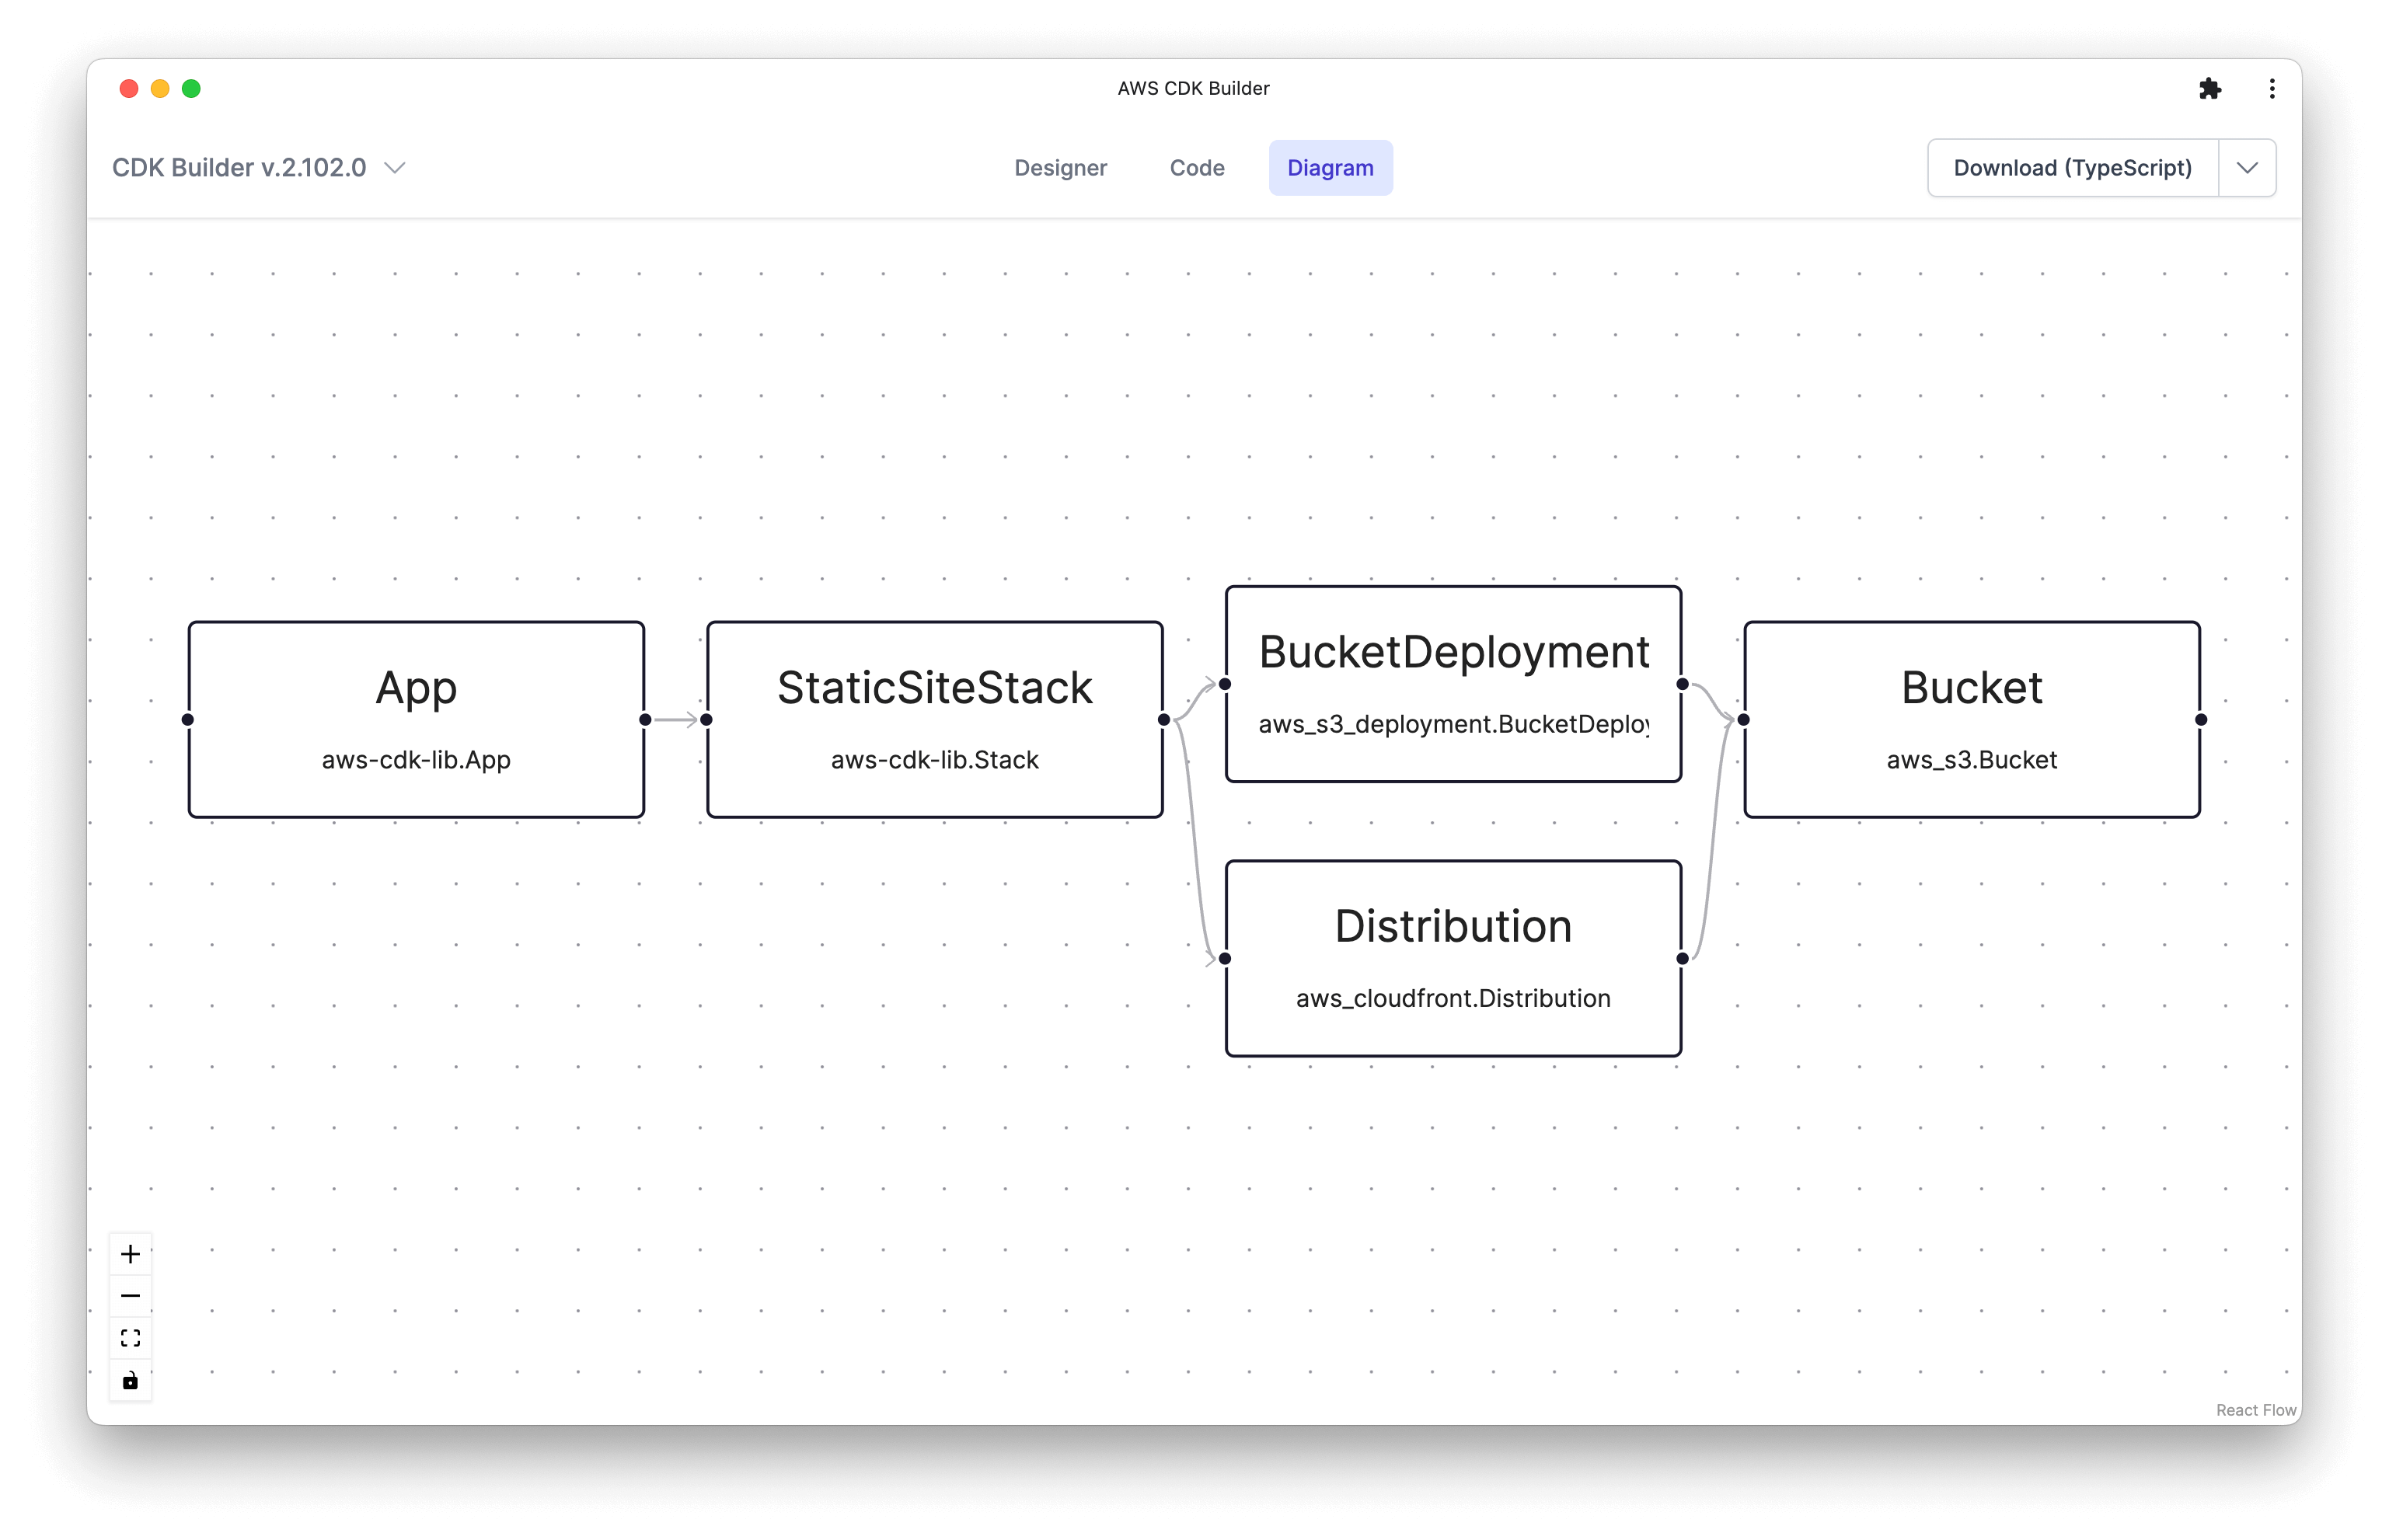 AWS CDK Builder
CDK Builder v.2.102.0
Designer
Code
Diagram
Download (TypeScript)
App
aws-cdk-lib.App
StaticSiteStack
aws-cdk-lib.Stack
BucketDeployment
aws_s3_deployment.BucketDeploy
Distribution
aws_cloudfront.Distribution
Bucket
aws_s3.Bucket
React Flow